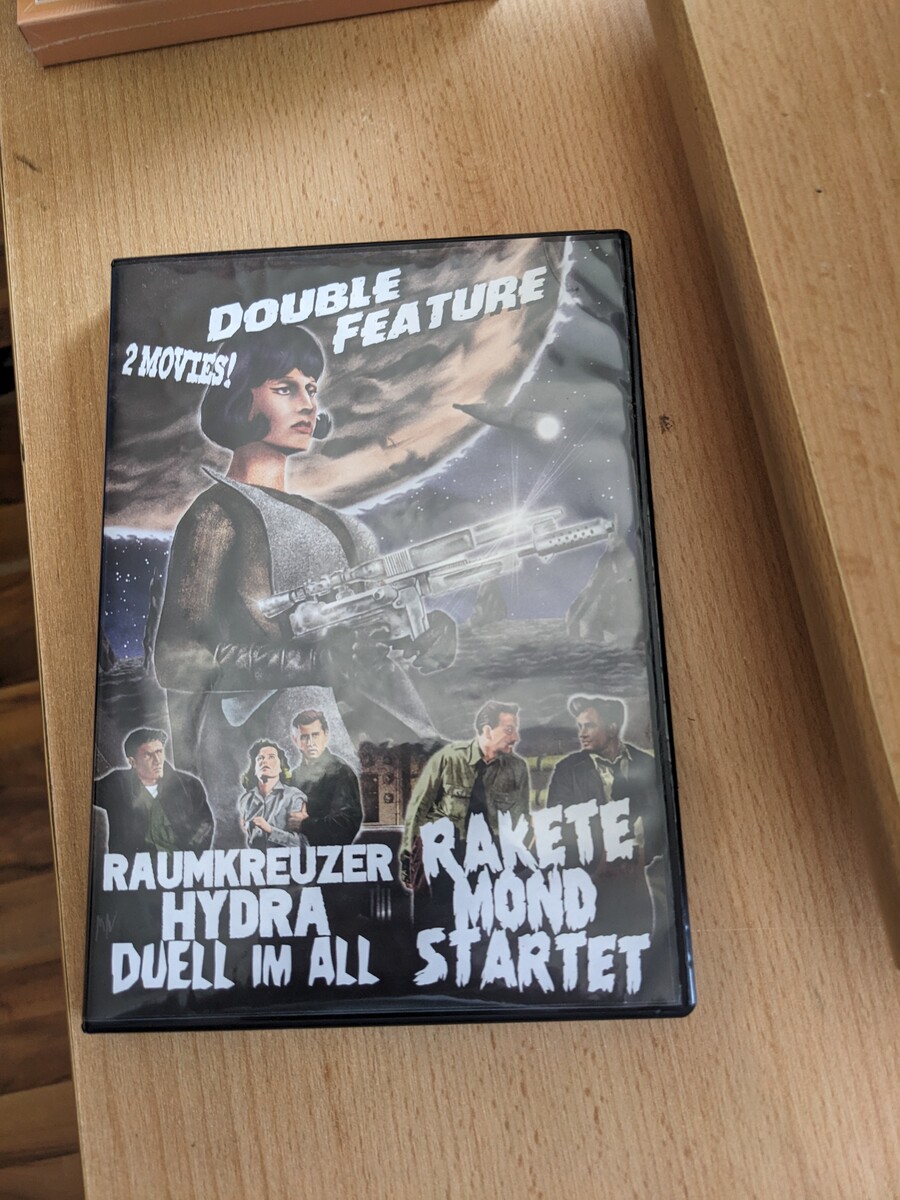 DOUBLE
FEATURE
2 MOVIES!
RAUMKREUZER
HYDRA
DUELL IM ALL
RAKETE
MOND
STARTET